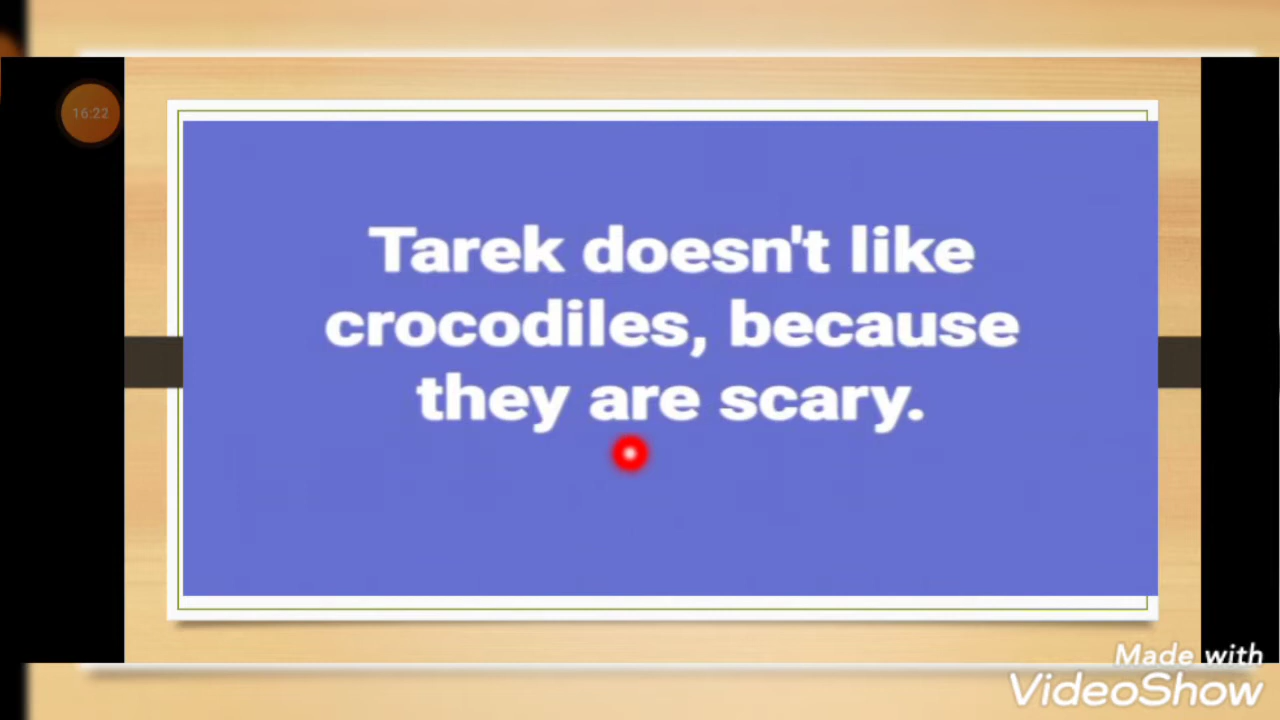 16:22
Tarek doesn't like
crocodiles, because
they are scary.
Made with
VideoShow